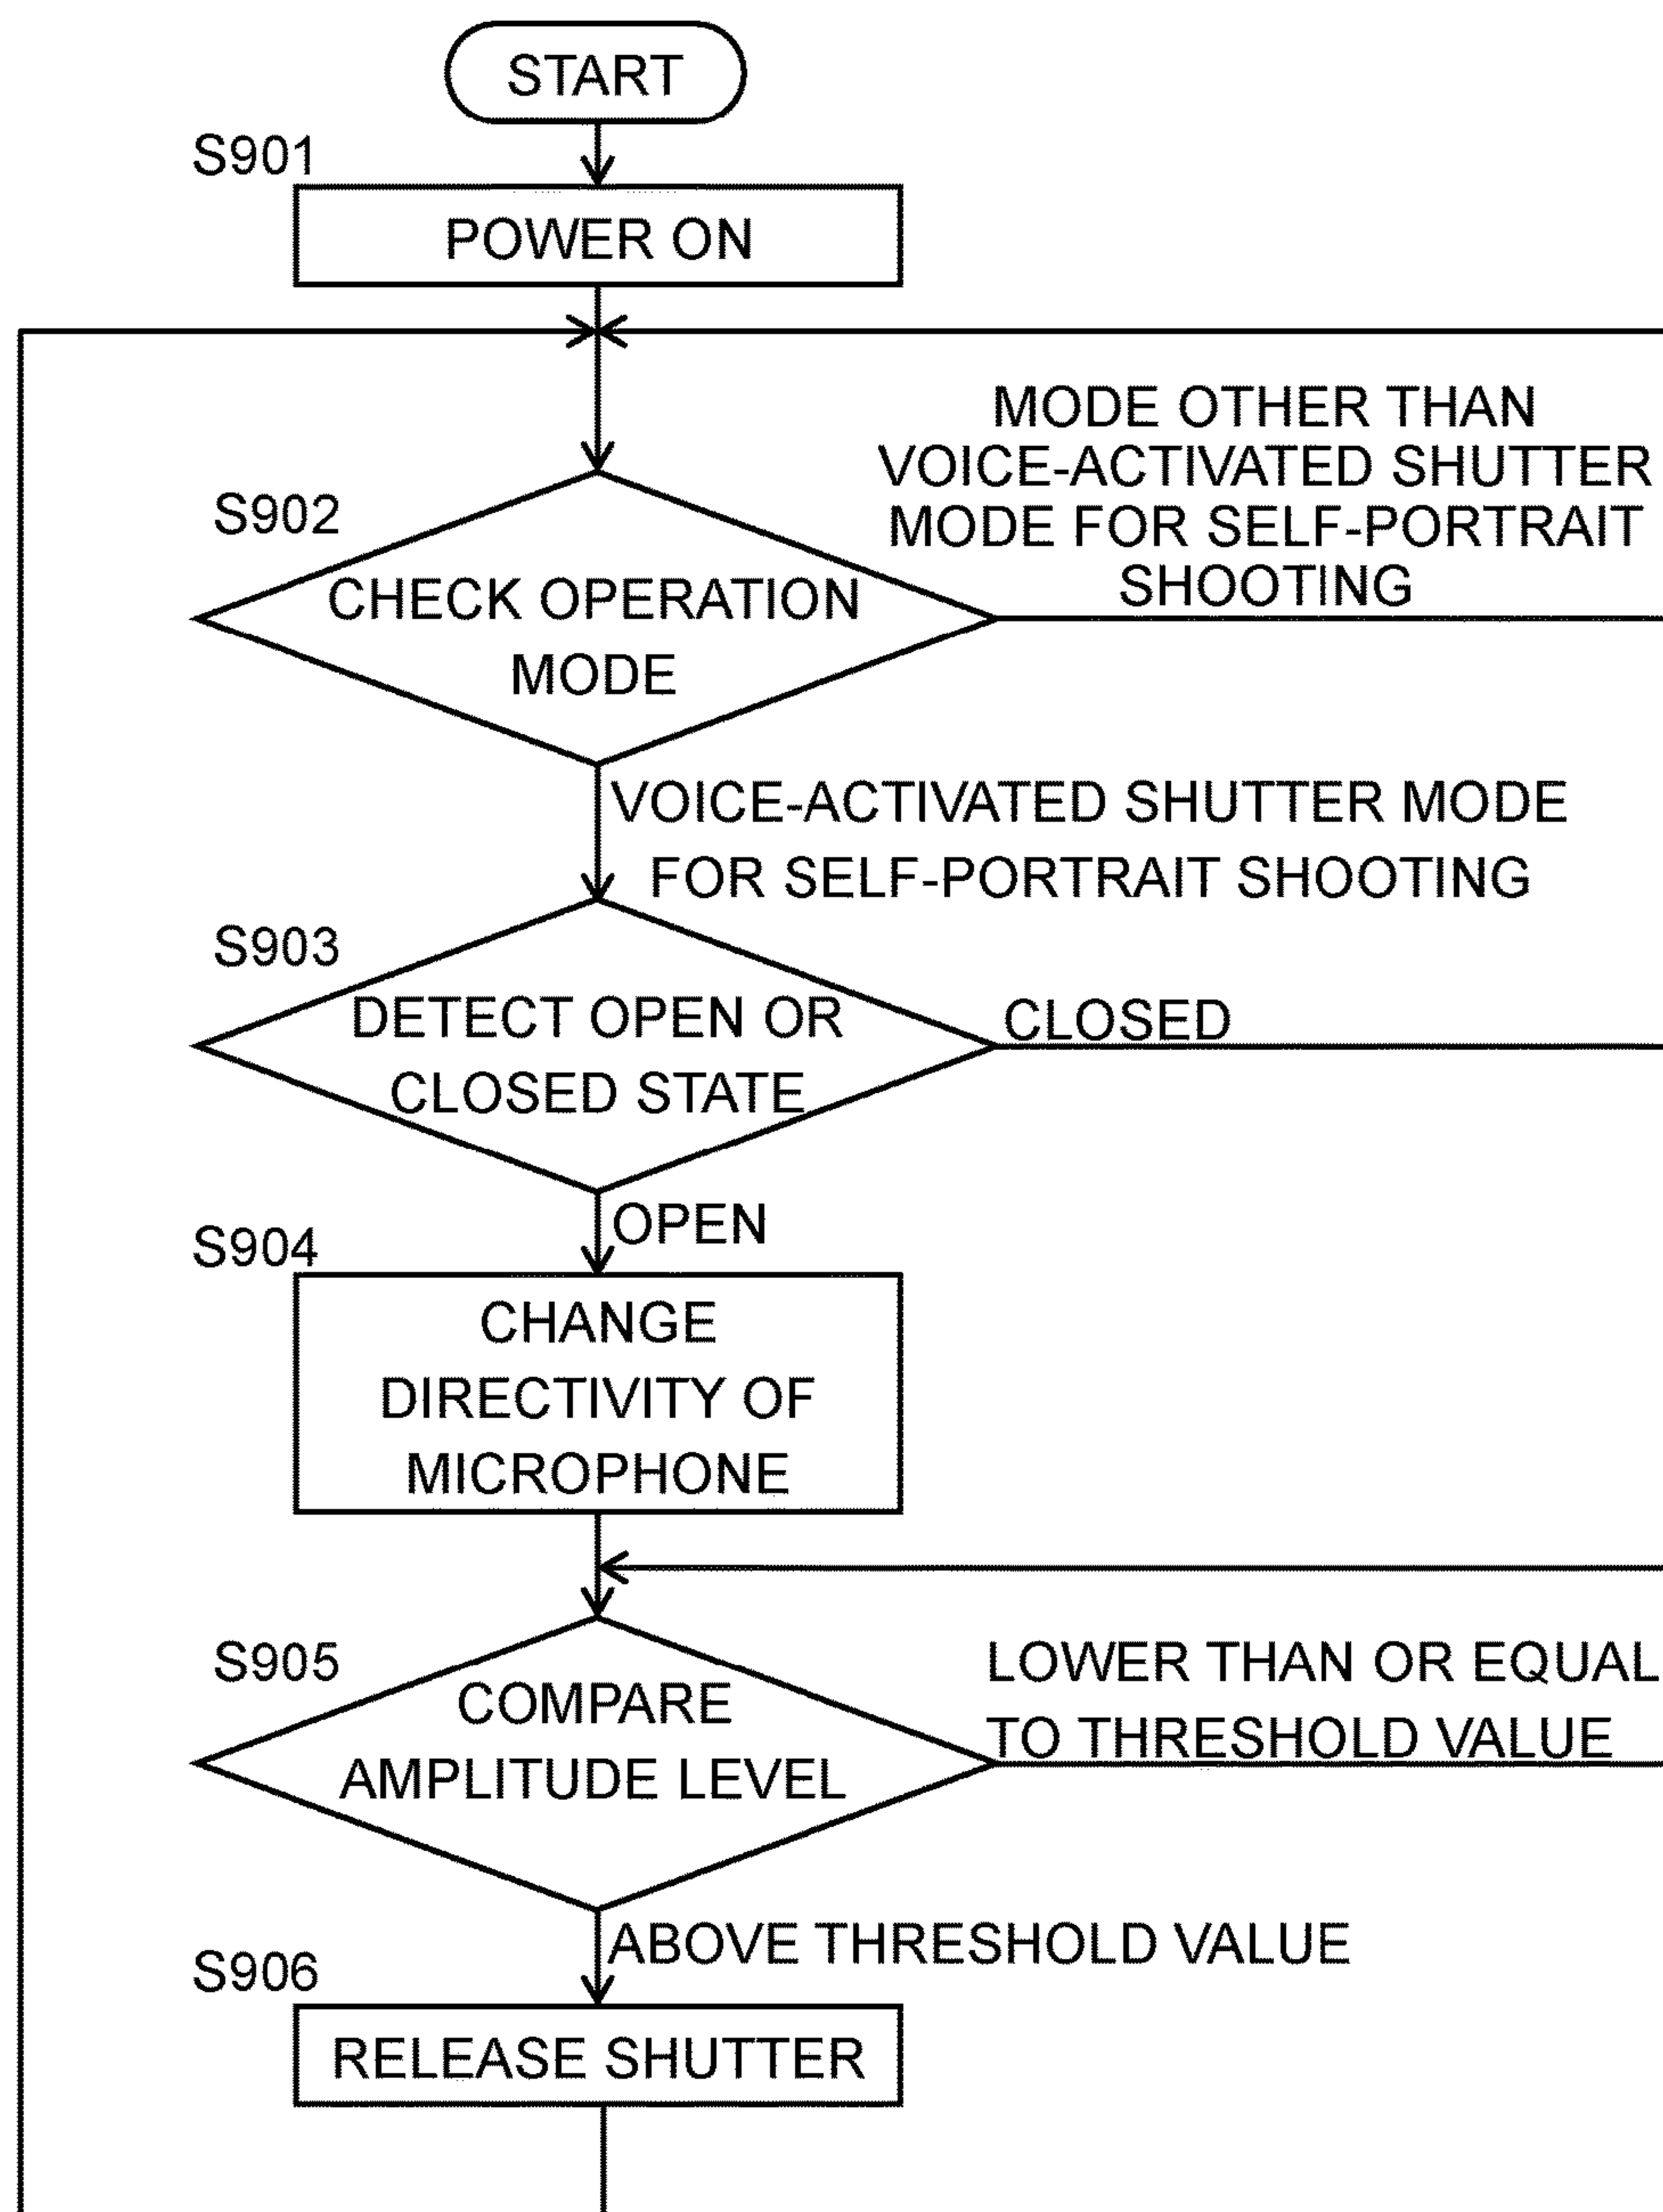 START
S901
POWER ON
MODE OTHER THAN
VOICE-ACTIVATED SHUTTER
MODE FOR SELF-PORTRAIT
SHOOTING
S902
CHECK OPERATION
MODE
VOICE-ACTIVATED SHUTTER MODE
FOR SELF-PORTRAIT SHOOTING
S903
DETECT OPEN OR
CLOSED STATE
CLOSED
OPEN
S904
CHANGE
DIRECTIVITY OF
MICROPHONE
S905
COMPARE
AMPLITUDE LEVEL
LOWER THAN OR EQUAL
TO THRESHOLD VALUE
ABOVE THRESHOLD VALUE
S906
RELEASE SHUTTER